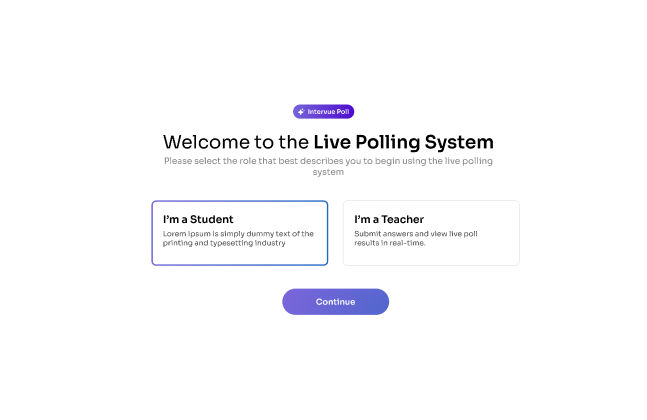 Intervue Poll
Welcome to the Live Polling System
Please select the role that best describes you to begin using the live polling
system
I'm a Student
Lorem Ipsum is simply dummy text of the
printing and typesetting industry
I'm a Teacher
Submit answers and view live poll
results in real-time.
Continue